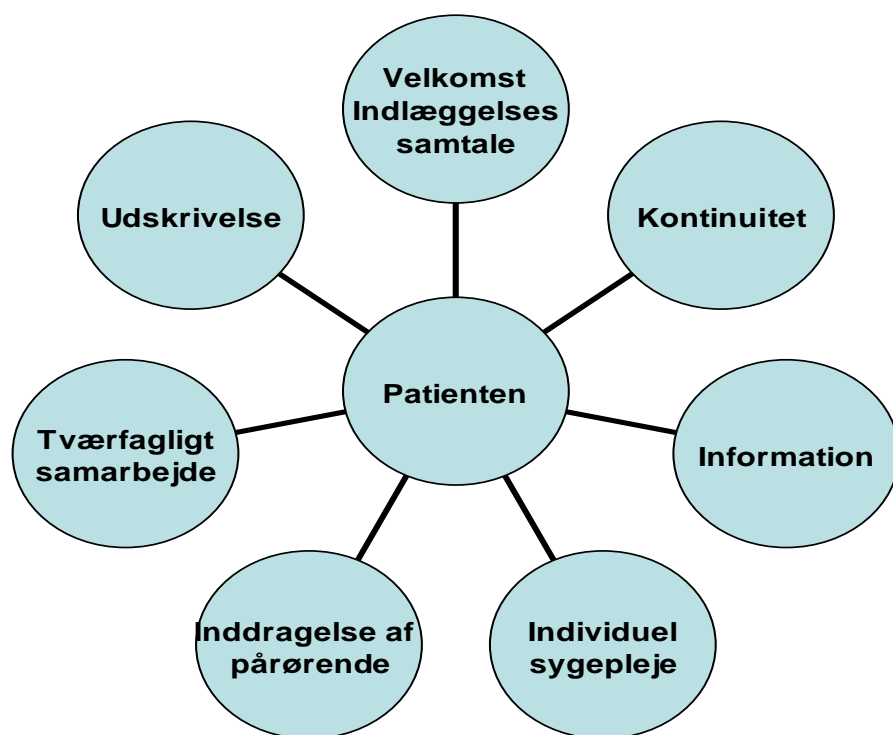 Velkomst
Indlæggelses
samtale
Udskrivelse
Kontinuitet
Patienten
Tværfagligt
samarbejde
Information
Inddragelse af
pårørende
Individuel
sygepleje